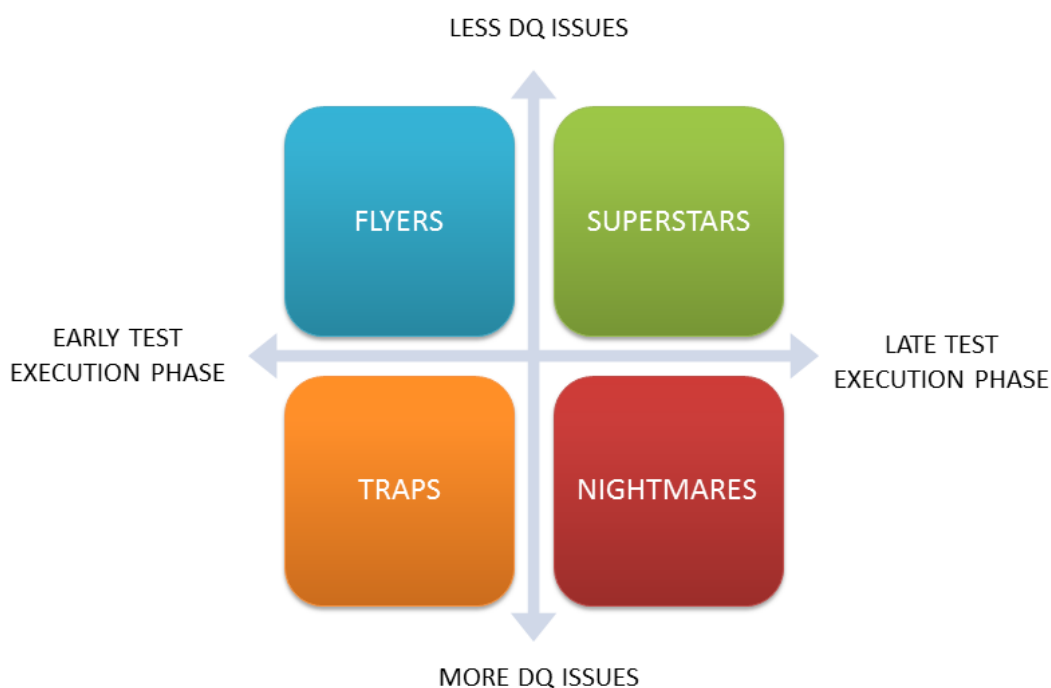 LESS DQ ISSUES
FLYERS
SUPERSTARS
EARLY TEST
EXECUTION PHASE
LATE TEST
EXECUTION PHASE
TRAPS
NIGHTMARES
MORE DQ ISSUES